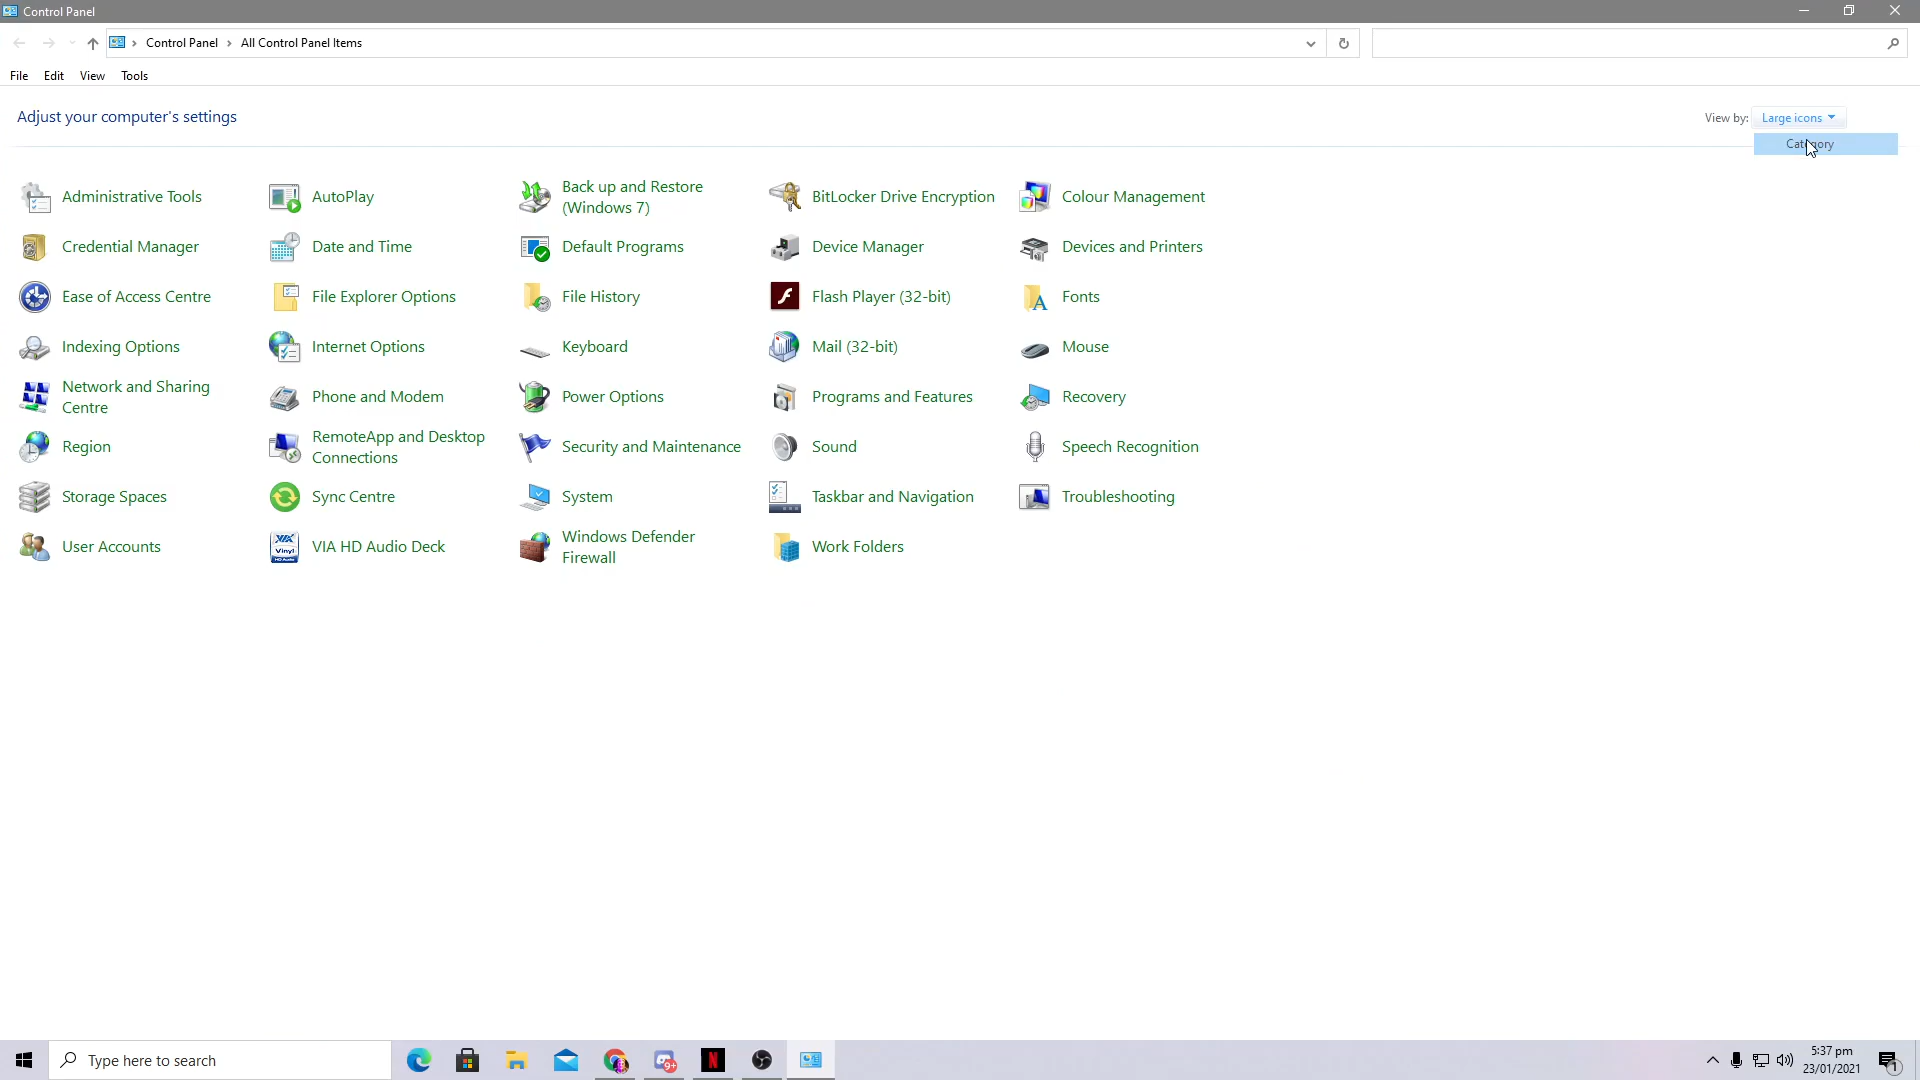 Control Panel
Control Panel > All Control Panel Items
File Edit View Tools
Adjust your computer's settings
View by: Large icons
Category
Administrative Tools
AutoPlay
Back up and Restore
(Windows 7)
BitLocker Drive Encryption
Colour Management
Credential Manager
Date and Time
Default Programs
Device Manager
Devices and Printers
Ease of Access Centre
File Explorer Options
File History
Flash Player (32-bit)
Fonts
Indexing Options
Internet Options
Keyboard
Mail (32-bit)
Mouse
Network and Sharing
Centre
Phone and Modem
Power Options
Programs and Features
Recovery
Region
RemoteApp and Desktop
Connections
Security and Maintenance
Sound
Speech Recognition
Storage Spaces
Sync Centre
System
Taskbar and Navigation
Troubleshooting
User Accounts
VIA HD Audio Deck
Windows Defender
Firewall
Work Folders
Type here to search
9+
N
5:37 pm
23/01/2021
1